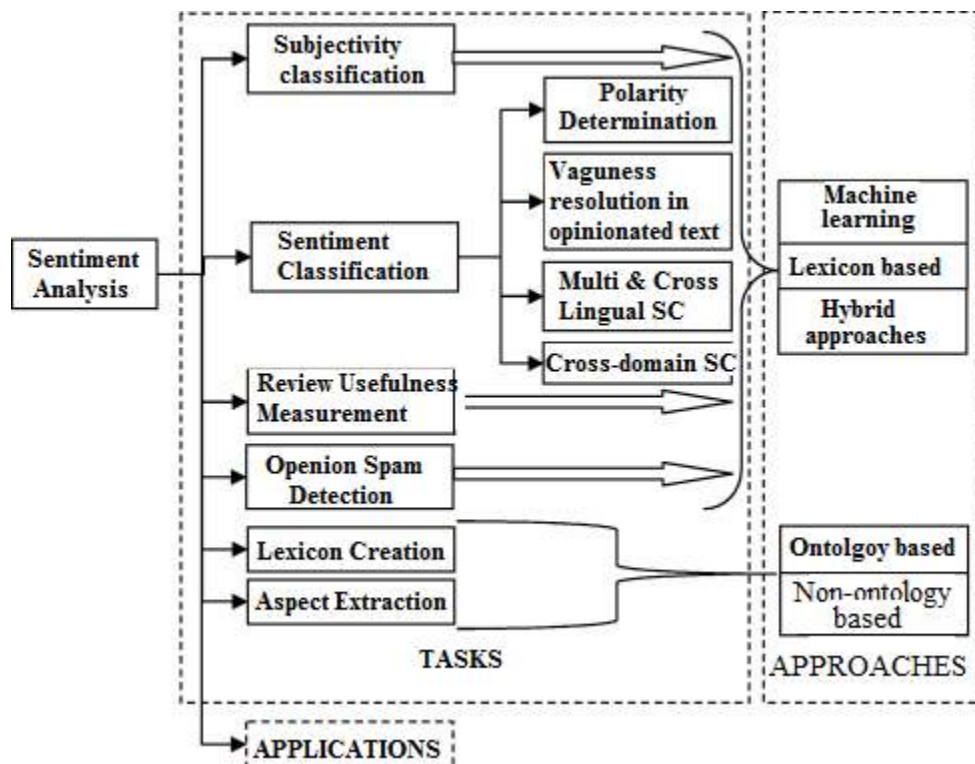 Subjectivity
classification
Polarity
Determination
Vaguness
resolution in
opinionated text
Machine
learning
Sentiment
Analysis
Sentiment
Classification
Lexicon based
Multi & Cross
Lingual SC
Hybrid
approaches
Cross-domain SC
Review Usefulness
Measurement
Openion Spam
Detection
Lexicon Creation
Ontolgoy based
Aspect Extraction
Non-ontology
based
TASKS
APPROACHES
APPLICATIONS